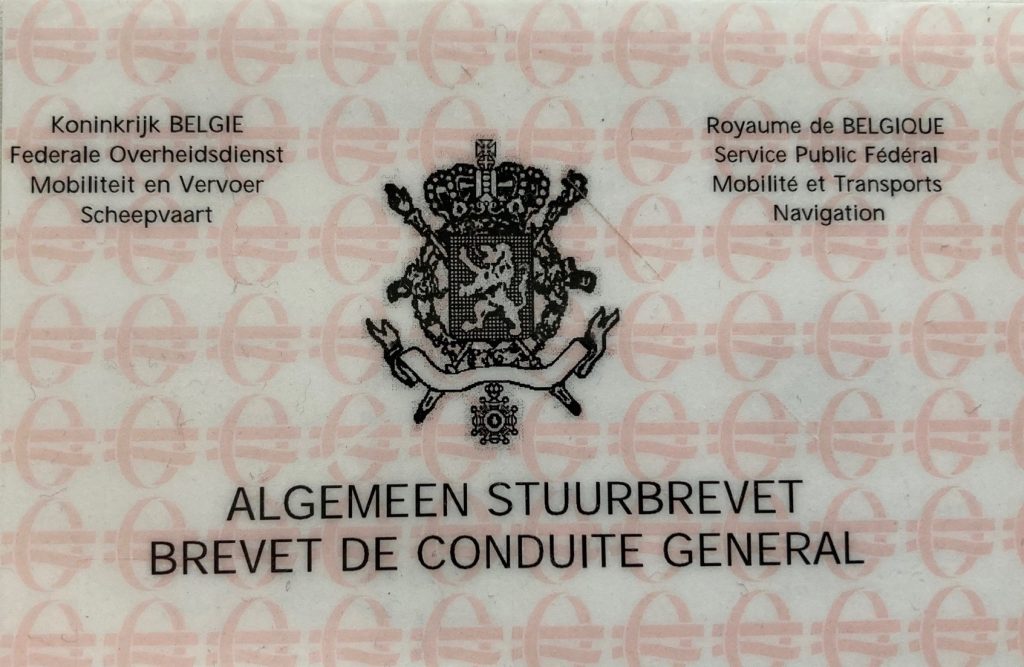 Koninkrijk BELGIE
Federale Overheidsdienst
Mobiliteit en Vervoer
Scheepvaart
Royaume de BELGIQUE
Service Public Fédéral
Mobilité et Transports
Navigation
ALGEMEEN STUURBREVET
BREVET DE CONDUITE GENERAL